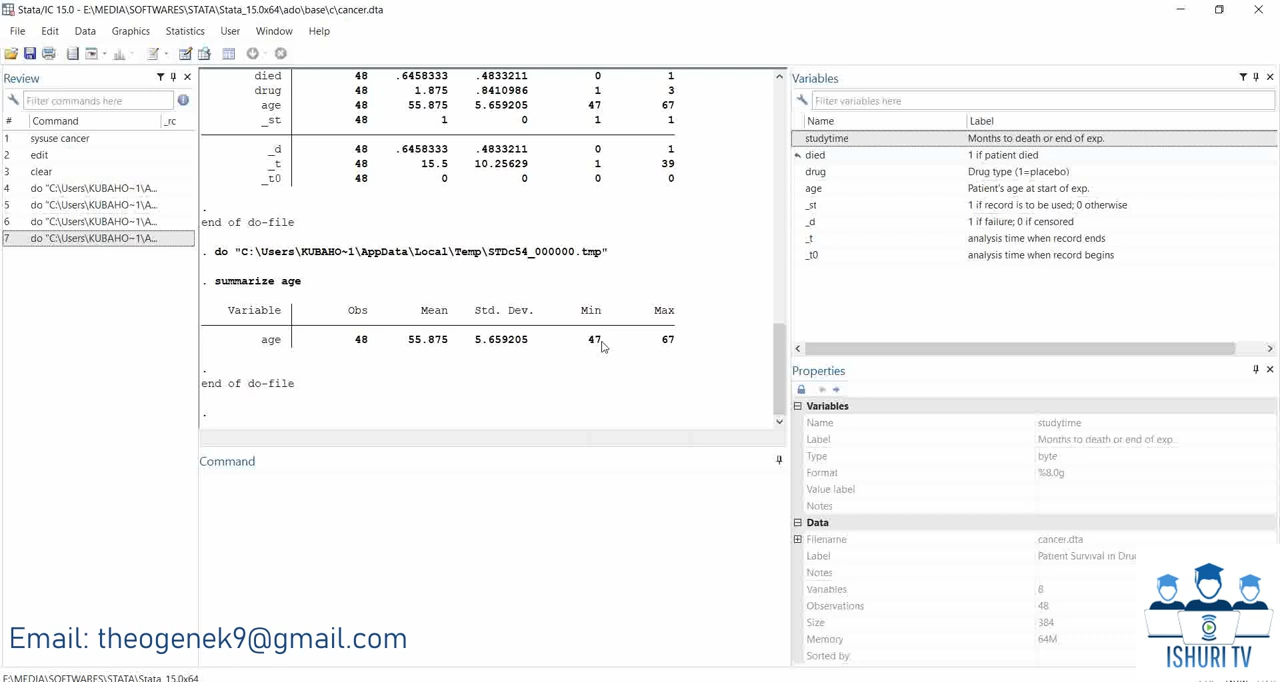 Stata/IC 15.0 - E:\MEDIA\SOFTWARES\STATA\Stata_15.0x64\ado\base\c\cancer.dta
File Edit Data Graphics Statistics User Window Help
Review
Filter commands here
# Command _rc
1 sysuse cancer
2 edit
3 clear
4 do "C:\Users\KUBAHO~1\A...
5 do "C:\Users\KUBAHO~1\A...
6 do "C:\Users\KUBAHO~1\A...
7 do "C:\Users\KUBAHO~1\A...
died 48 .6458333 .4833211 0 1
drug 48 1.875 .8410986 1 3
age 48 55.875 5.659205 47 67
_st 48 1 0 1 1
_d 48 .6458333 .4833211 0 1
_t 48 15.5 10.25629 1 39
_t0 48 0 0 0 0
.
end of do-file
. do "C:\Users\KUBAHO~1\AppData\Local\Temp\STDc54_000000.tmp"
. summarize age
Variable Obs Mean Std. Dev. Min Max
age 48 55.875 5.659205 47 67
.
end of do-file
.
Command
Variables
Filter variables here
Name Label
studytime Months to death or end of exp.
died 1 if patient died
drug Drug type (1=placebo)
age Patient's age at start of exp.
_st 1 if record is to be used; 0 otherwise
_d 1 if failure; 0 if censored
_t analysis time when record ends
_t0 analysis time when record begins
Properties
Variables
Name studytime
Label Months to death or end of exp.
Type byte
Format %8.0g
Value label
Notes
Data
Filename cancer.dta
Label Patient Survival in Dru
Notes
Variables 8
Observations 48
Size 384
Memory 64M
Sorted by
Email: theogenek9@gmail.com
ISHURI TV
E:\MEDIA\SOFTWARES\STATA\Stata_15.0x64